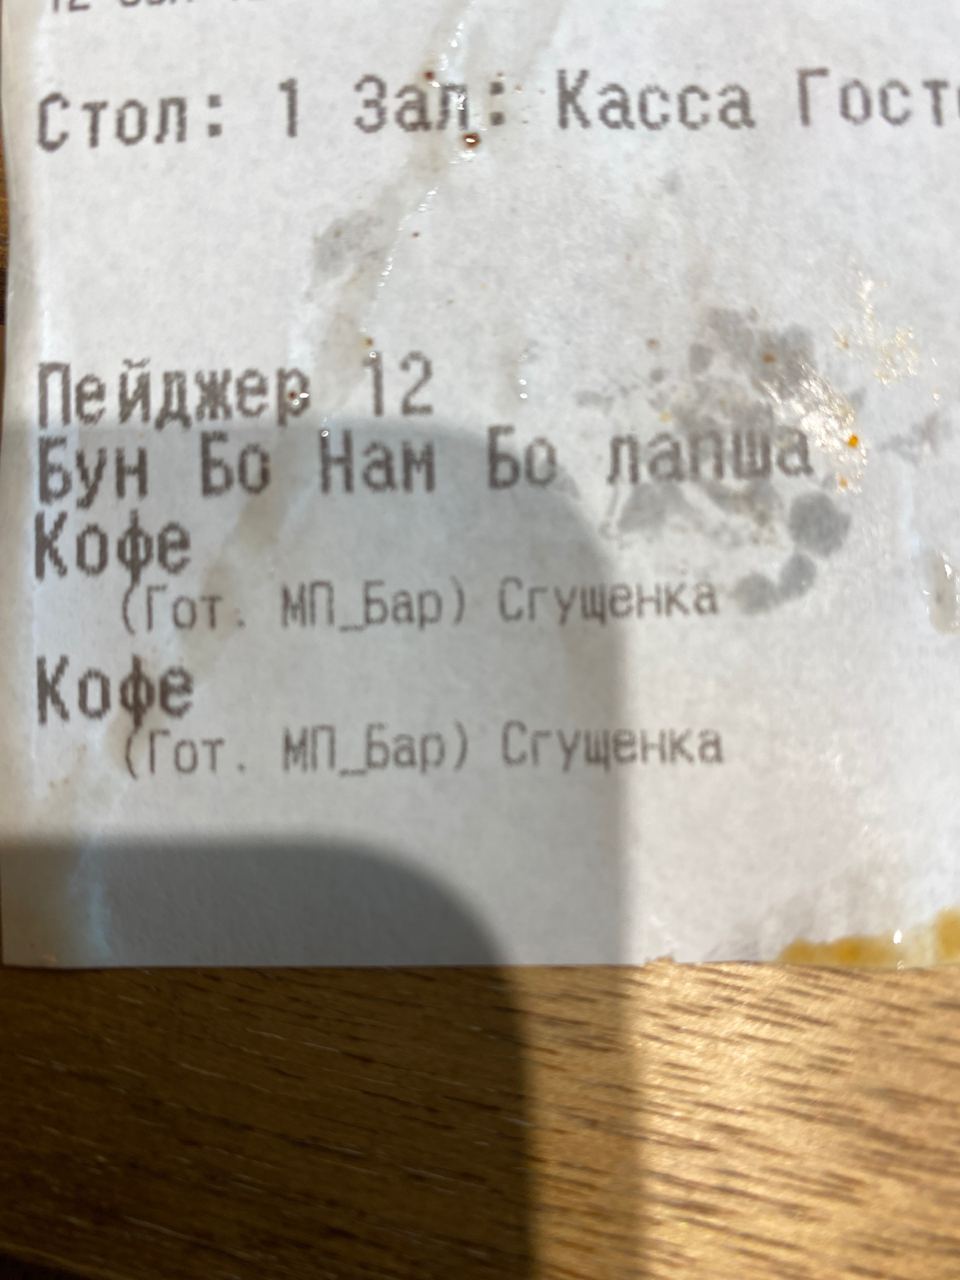 Стол: 1 Зал: Касса
Пейджер 12
Бун Бо Нам Бо лапша
Кофе
(Гот. МП_Бар) Сгущенка
Кофе
(Гот. МП_Бар) Сгущенка